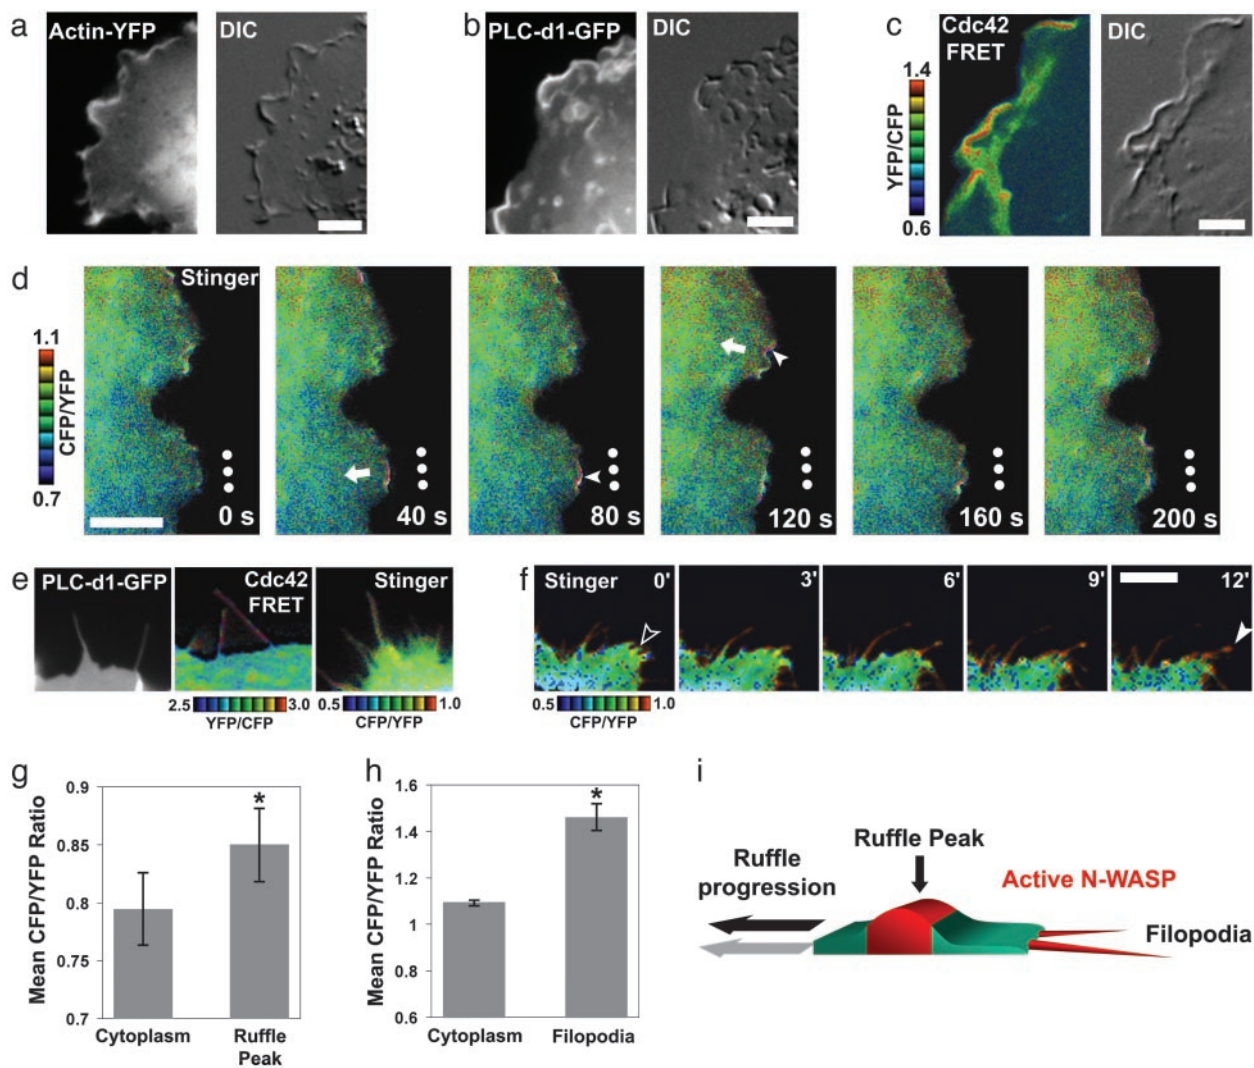 a
Actin-YFP
DIC
b
PLC-d1-GFP
DIC
c
Cdc42
FRET
DIC
1.4
YFP/CFP
0.6
d
Stinger
1.1
CFP/YFP
0.7
0 s
40 s
80 s
120 s
160 s
200 s
e
PLC-d1-GFP
Cdc42
FRET
Stinger
2.5
3.0
YFP/CFP
0.5
1.0
CFP/YFP
f
Stinger
0'
3'
6'
9'
12'
0.5
1.0
CFP/YFP
g
Mean CFP/YFP Ratio
0.9
0.85
0.8
0.75
0.7
*
Cytoplasm
Ruffle
Peak
h
Mean CFP/YFP Ratio
1.6
1.4
1.2
1
0.8
0.6
*
Cytoplasm
Filopodia
i
Ruffle Peak
Ruffle
progression
Active N-WASP
Filopodia